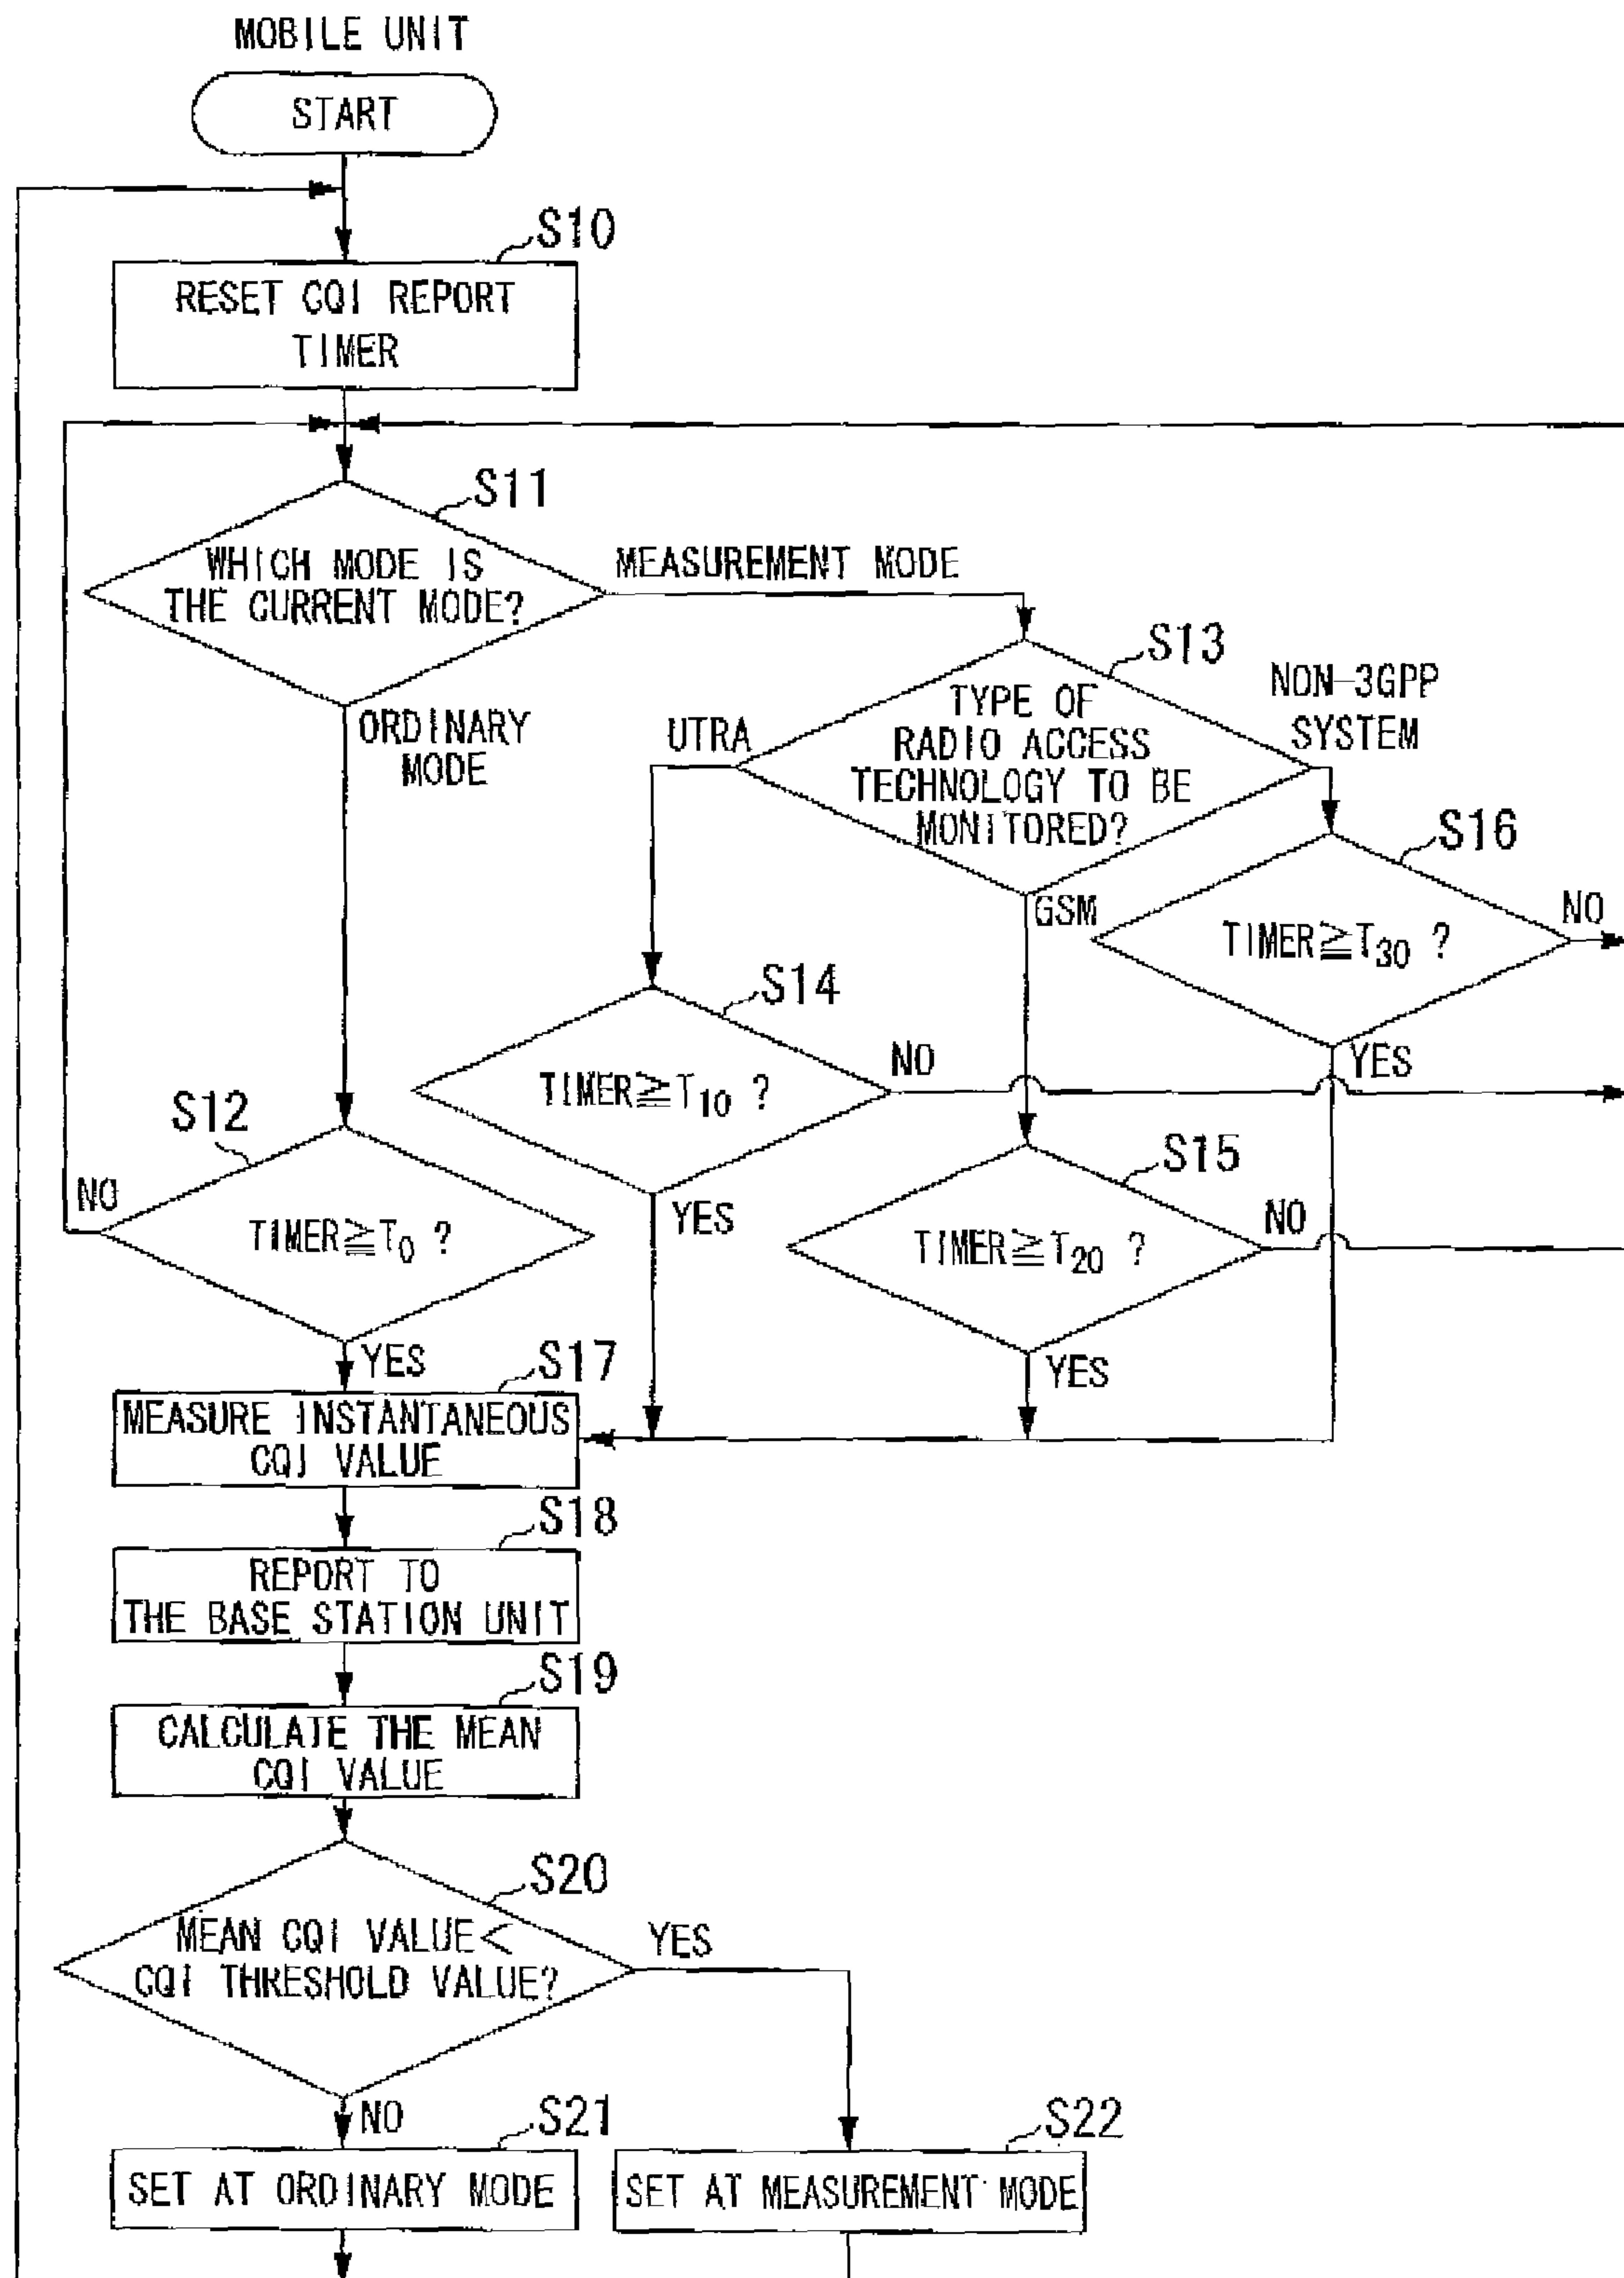 MOBILE UNIT
START
S10
RESET CQI REPORT
TIMER
S11
WHICH MODE IS
THE CURRENT MODE?
MEASUREMENT MODE
ORDINARY
MODE
S13
TYPE OF
RADIO ACCESS
TECHNOLOGY TO BE
MONITORED?
UTRA
NON-3GPP
SYSTEM
GSM
S16
TIMER≧T30 ?
NO
YES
S14
TIMER≧T10 ?
NO
YES
S12
TIMER≧T0 ?
NO
YES
S15
TIMER≧T20 ?
NO
YES
S17
MEASURE INSTANTANEOUS
CQI VALUE
S18
REPORT TO
THE BASE STATION UNIT
S19
CALCULATE THE MEAN
CQI VALUE
S20
MEAN CQI VALUE<
CQI THRESHOLD VALUE?
YES
NO
S21
SET AT ORDINARY MODE
S22
SET AT MEASUREMENT MODE